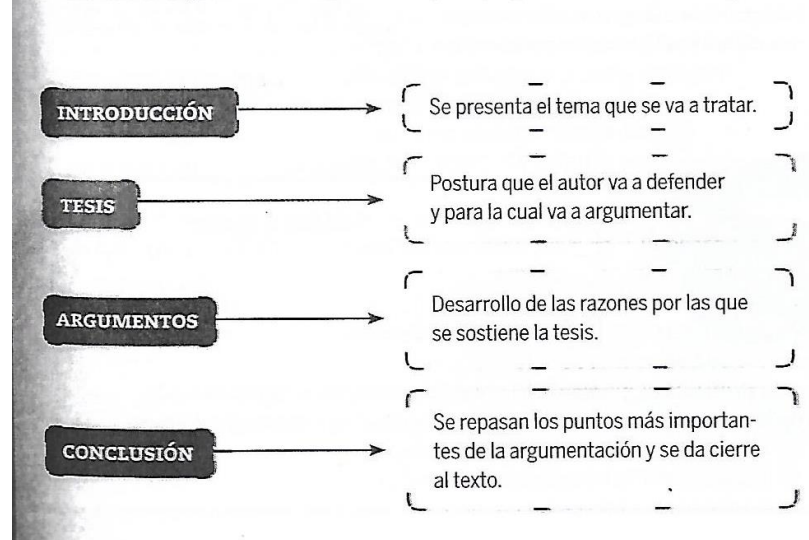 INTRODUCCIÓN
Se presenta el tema que se va a tratar.
TESIS
Postura que el autor va a defender
y para la cual va a argumentar.
ARGUMENTOS
Desarrollo de las razones por las que
se sostiene la tesis.
CONCLUSIÓN
Se repasan los puntos más importan-
tes de la argumentación y se da cierre
al texto.